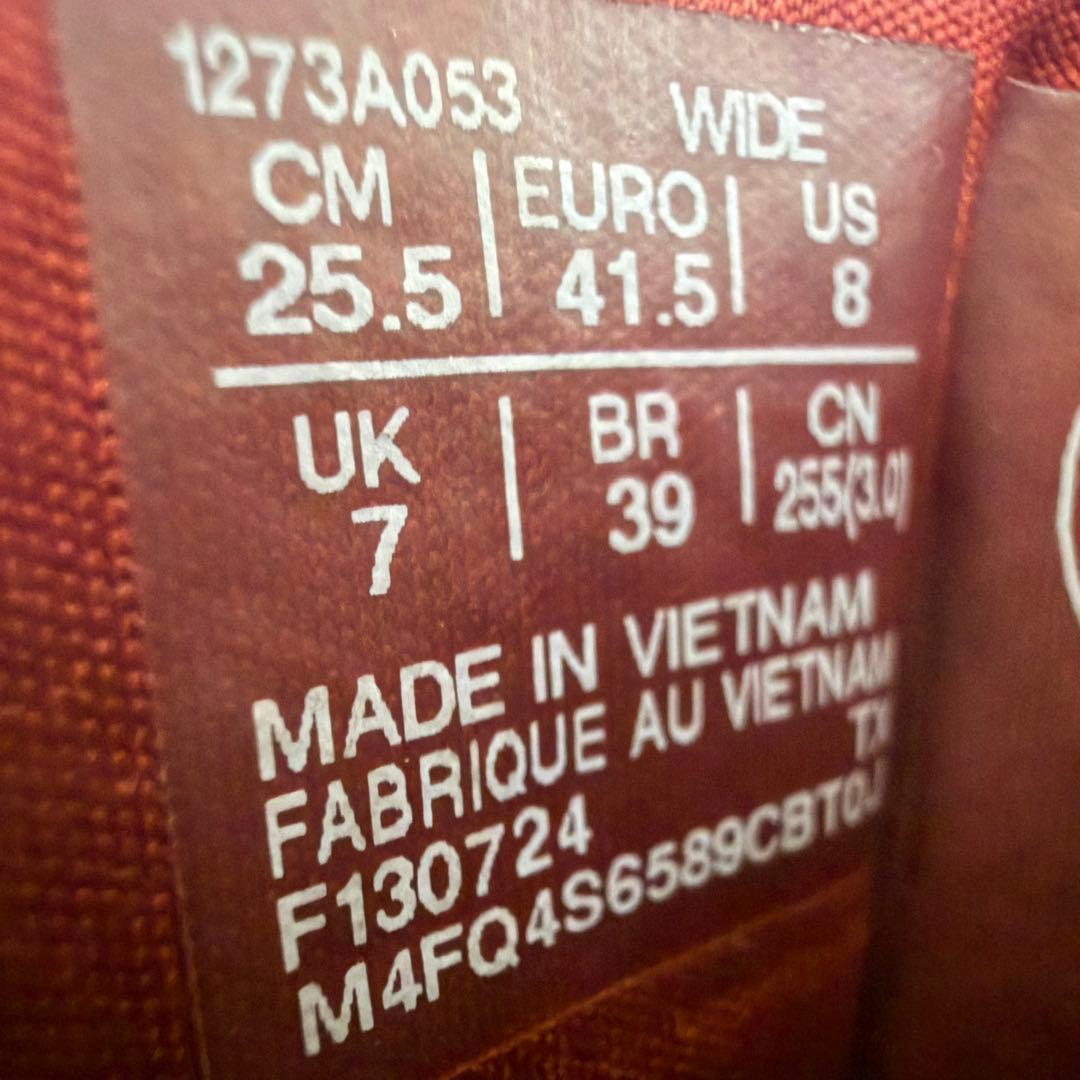 1273A053 WIDE
CM | EURO | US
25.5 | 41.5 | 8
UK | BR | CN
7 | 39 | 255(3.0)
MADE IN VIETNAM
FABRIQUE AU VIETNAM
F130724 TX
M4FQ4S6589CBT0J